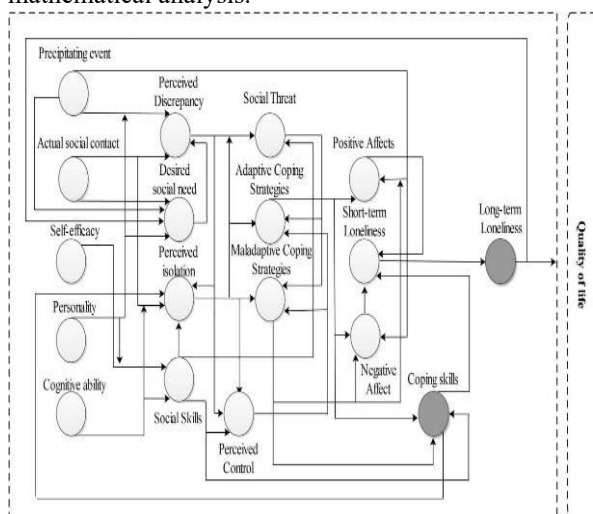 mathematical analysis.
Precipitating event
Perceived
Discrepancy
Social Threat
Positive Affects
Actual social contact
Desired
social need
Adaptive Coping
Strategies
Short-term
Loneliness
Long-term
Loneliness
Self-efficacy
Perceived
isolation
Maladaptive Coping
Strategies
Personality
Negative
Affect
Coping skills
Cognitive ability
Social Skills
Perceived
Control
Quality of life